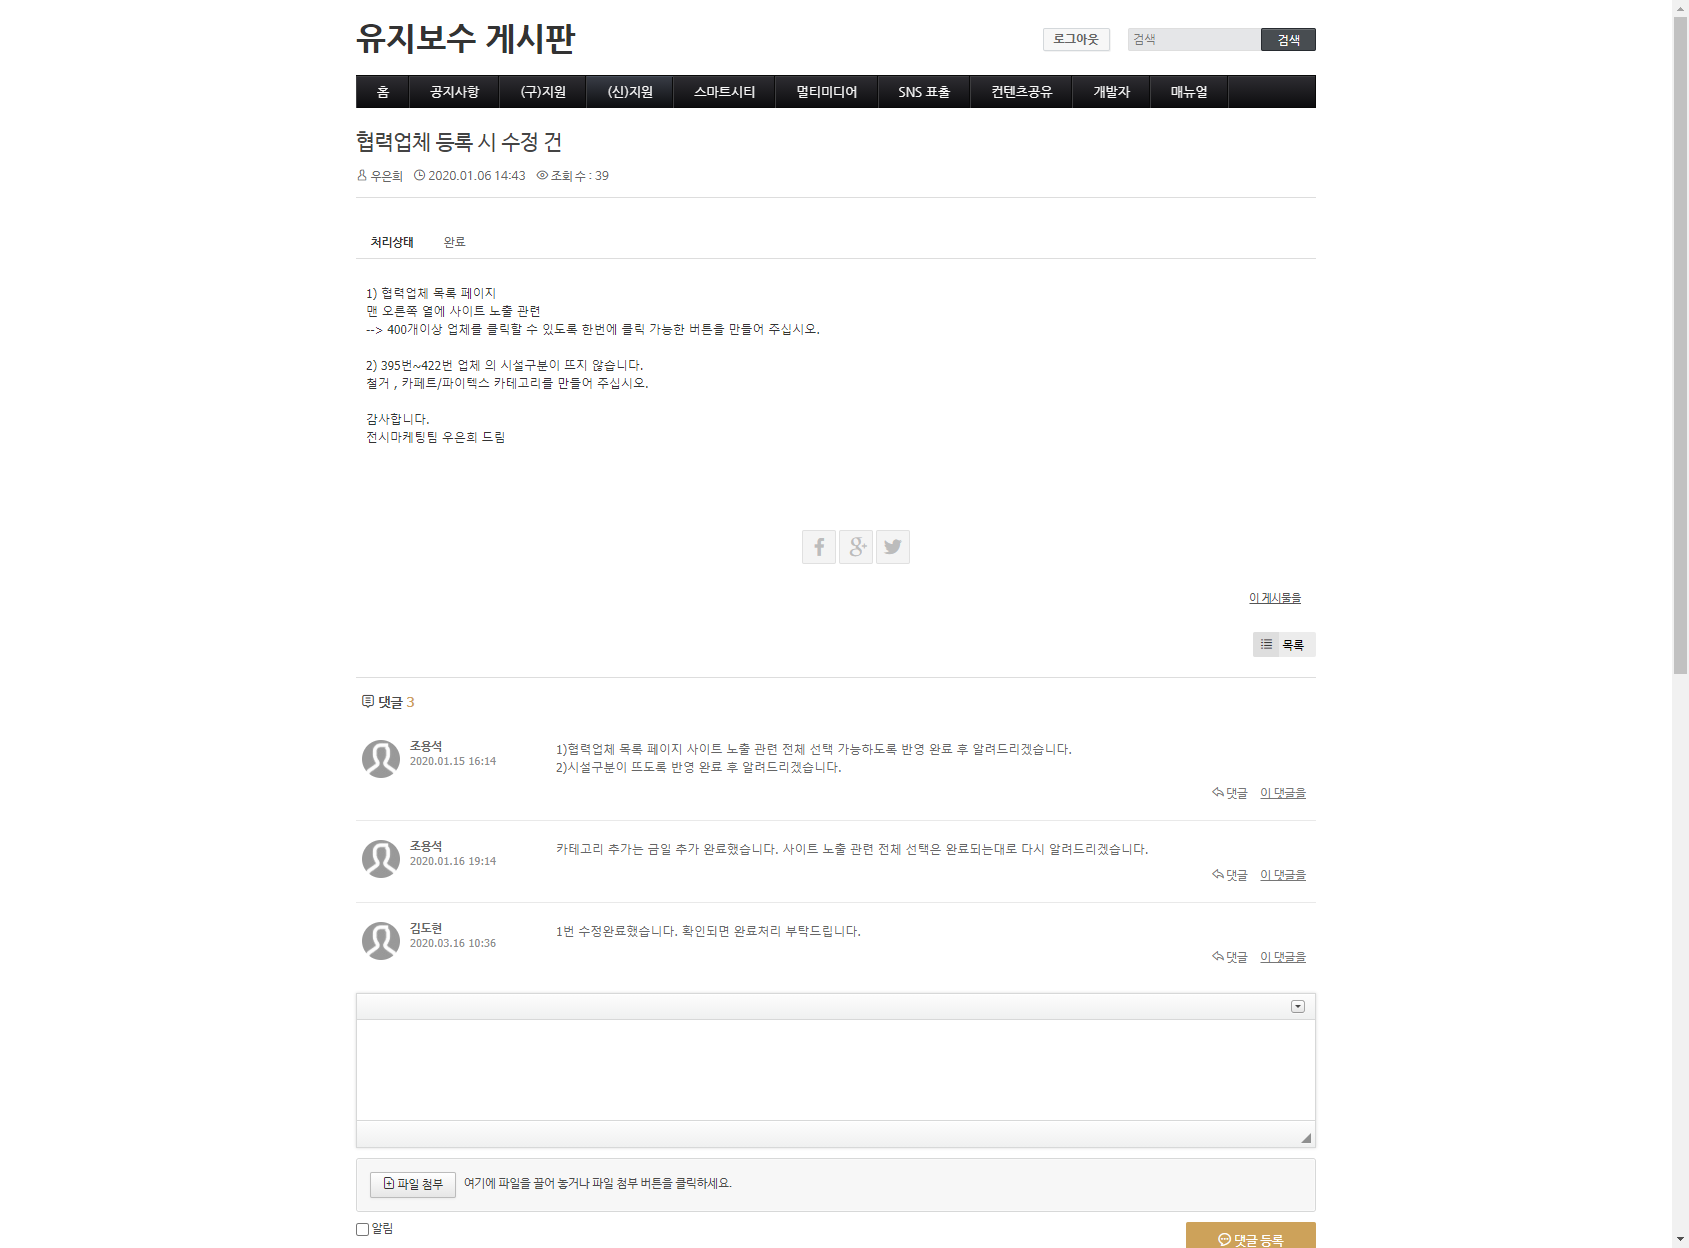 유지보수 게시판
로그아웃
검색
검색
홈 공지사항 (구)지원 (신)지원 스마트시티 멀티미디어 SNS 표출 컨텐츠공유 개발자 매뉴얼
협력업체 등록 시 수정 건
우은희 2020.01.06 14:43 조회 수 : 39
처리상태 완료
1) 협력업체 목록 페이지
맨 오른쪽 열에 사이트 노출 관련
--> 400개이상 업체를 클릭할 수 있도록 한번에 클릭 가능한 버튼을 만들어 주십시오.
2) 395번~422번 업체 의 시설구분이 뜨지 않습니다.
철거 , 카페트/파이텍스 카테고리를 만들어 주십시오.
감사합니다.
전시마케팅팀 우은희 드림
이 게시물을
목록
댓글 3
조용석
2020.01.15 16:14
1)협력업체 목록 페이지 사이트 노출 관련 전체 선택 가능하도록 반영 완료 후 알려드리겠습니다.
2)시설구분이 뜨도록 반영 완료 후 알려드리겠습니다.
댓글 이 댓글을
조용석
2020.01.16 19:14
카테고리 추가는 금일 추가 완료했습니다. 사이트 노출 관련 전체 선택은 완료되는대로 다시 알려드리겠습니다.
댓글 이 댓글을
김도현
2020.03.16 10:36
1번 수정완료했습니다. 확인되면 완료처리 부탁드립니다.
댓글 이 댓글을
파일 첨부 여기에 파일을 끌어 놓거나 파일 첨부 버튼을 클릭하세요.
알림
댓글 등록